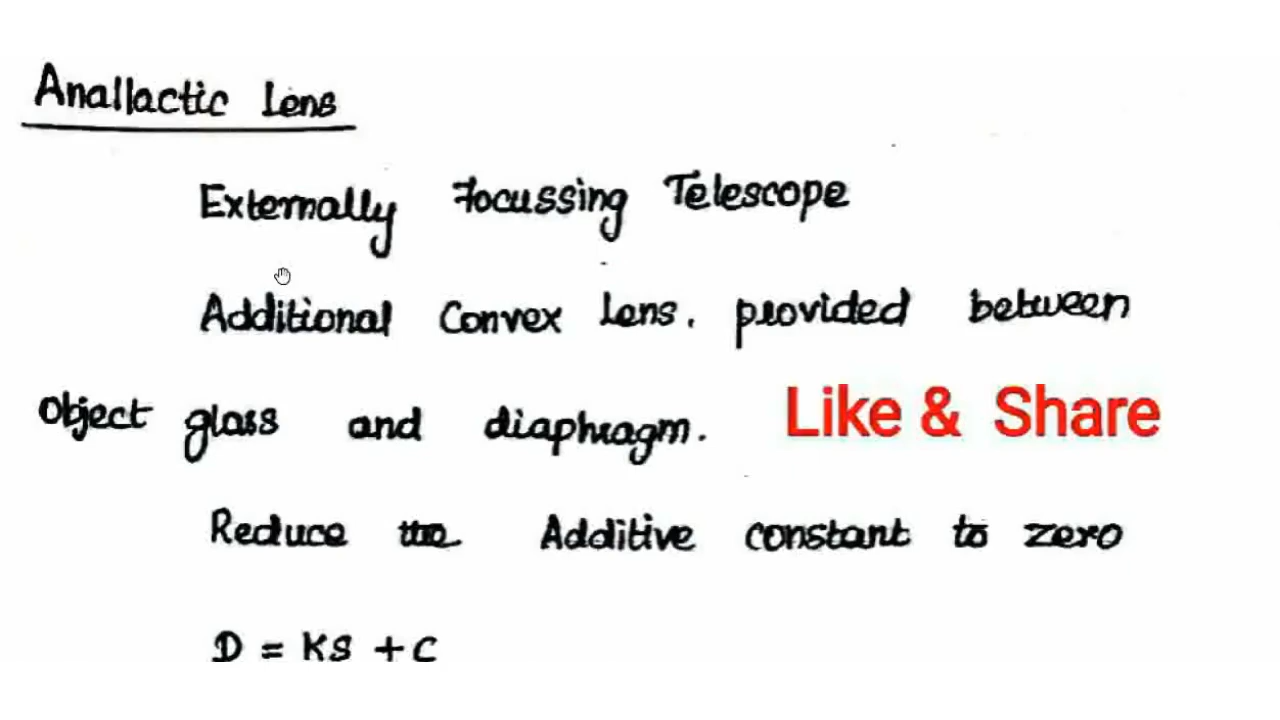 Anallactic Lens
Externally Focussing Telescope
Additional Convex Lens. provided between
object glass and diaphragm.
Like & Share
Reduce the Additive constant to zero
D = KS + C